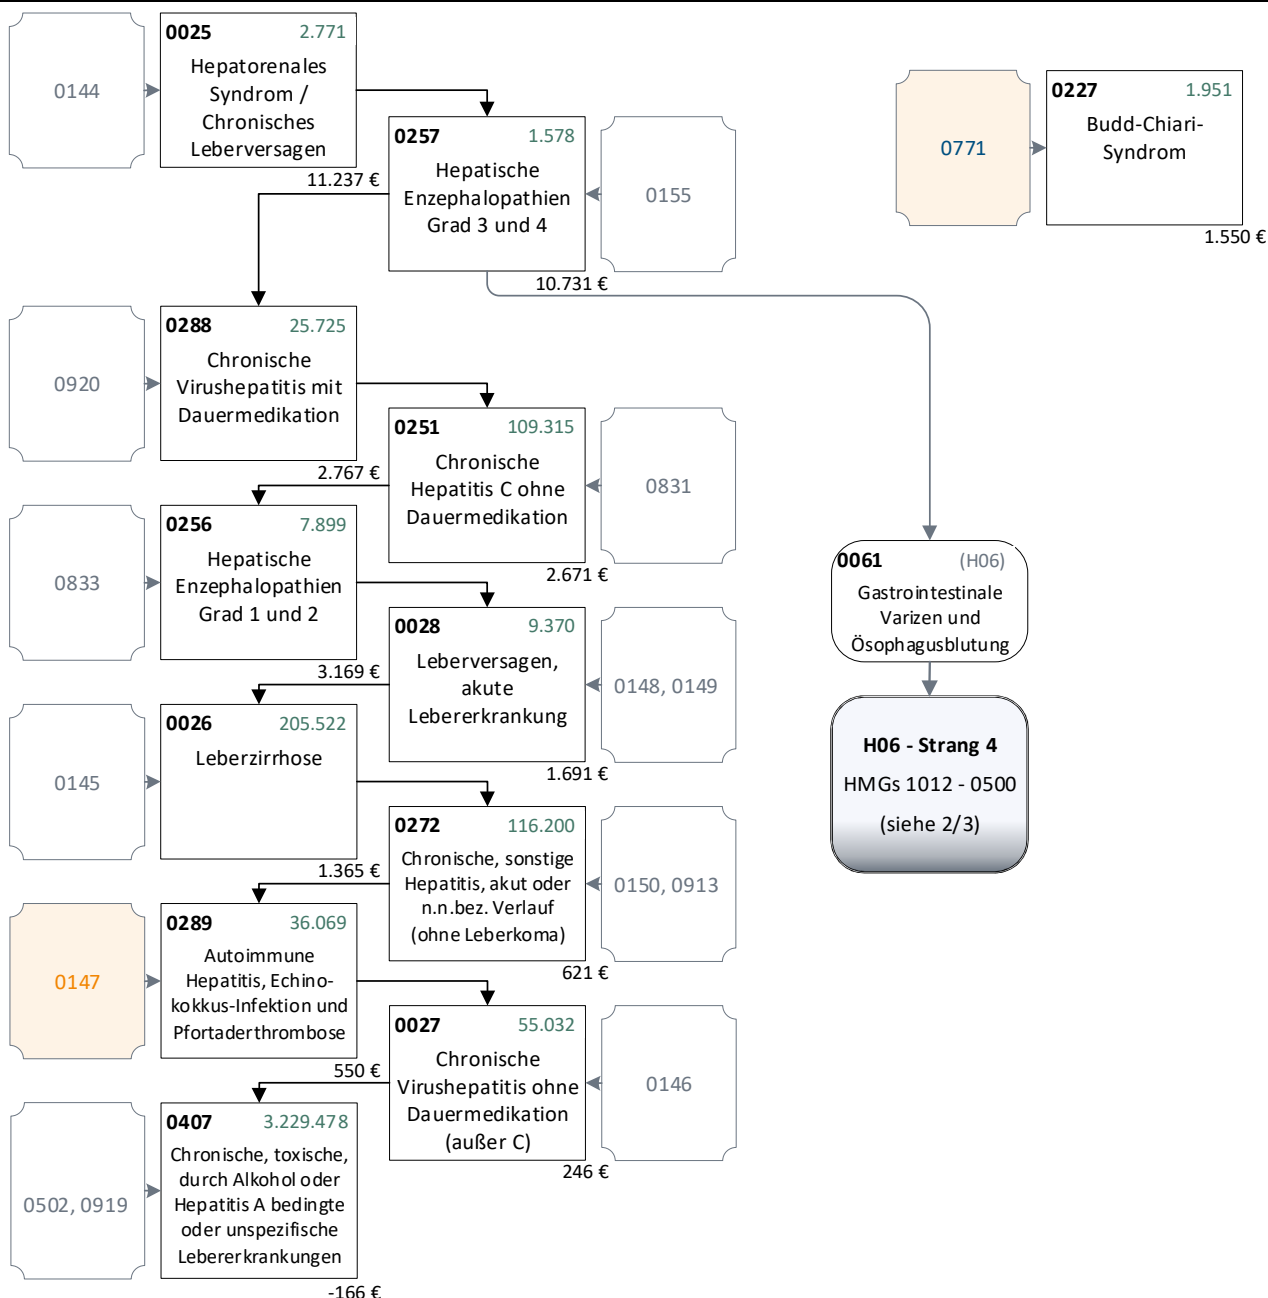 0144
0025 2.771
Hepatorenales
Syndrom /
Chronisches
Leberversagen
11.237 €
0257 1.578
Hepatische
Enzephalopathien
Grad 3 und 4
10.731 €
0155
0771
0227 1.951
Budd-Chiari-
Syndrom
1.550 €
0920
0288 25.725
Chronische
Virushepatitis mit
Dauermedikation
2.767 €
0251 109.315
Chronische
Hepatitis C ohne
Dauermedikation
2.671 €
0831
0833
0256 7.899
Hepatische
Enzephalopathien
Grad 1 und 2
3.169 €
0028 9.370
Leberversagen,
akute
Lebererkrankung
1.691 €
0148, 0149
0061 (H06)
Gastrointestinale
Varizen und
Ösophagusblutung
H06 - Strang 4
HMGs 1012 - 0500
(siehe 2/3)
0145
0026 205.522
Leberzirrhose
1.365 €
0272 116.200
Chronische, sonstige
Hepatitis, akut oder
n.n.bez. Verlauf
(ohne Leberkoma)
621 €
0150, 0913
0147
0289 36.069
Autoimmune
Hepatitis, Echino-
kokkus-Infektion und
Pfortaderthrombose
550 €
0027 55.032
Chronische
Virushepatitis ohne
Dauermedikation
(außer C)
246 €
0146
0502, 0919
0407 3.229.478
Chronische, toxische,
durch Alkohol oder
Hepatitis A bedingte
oder unspezifische
Lebererkrankungen
-166 €